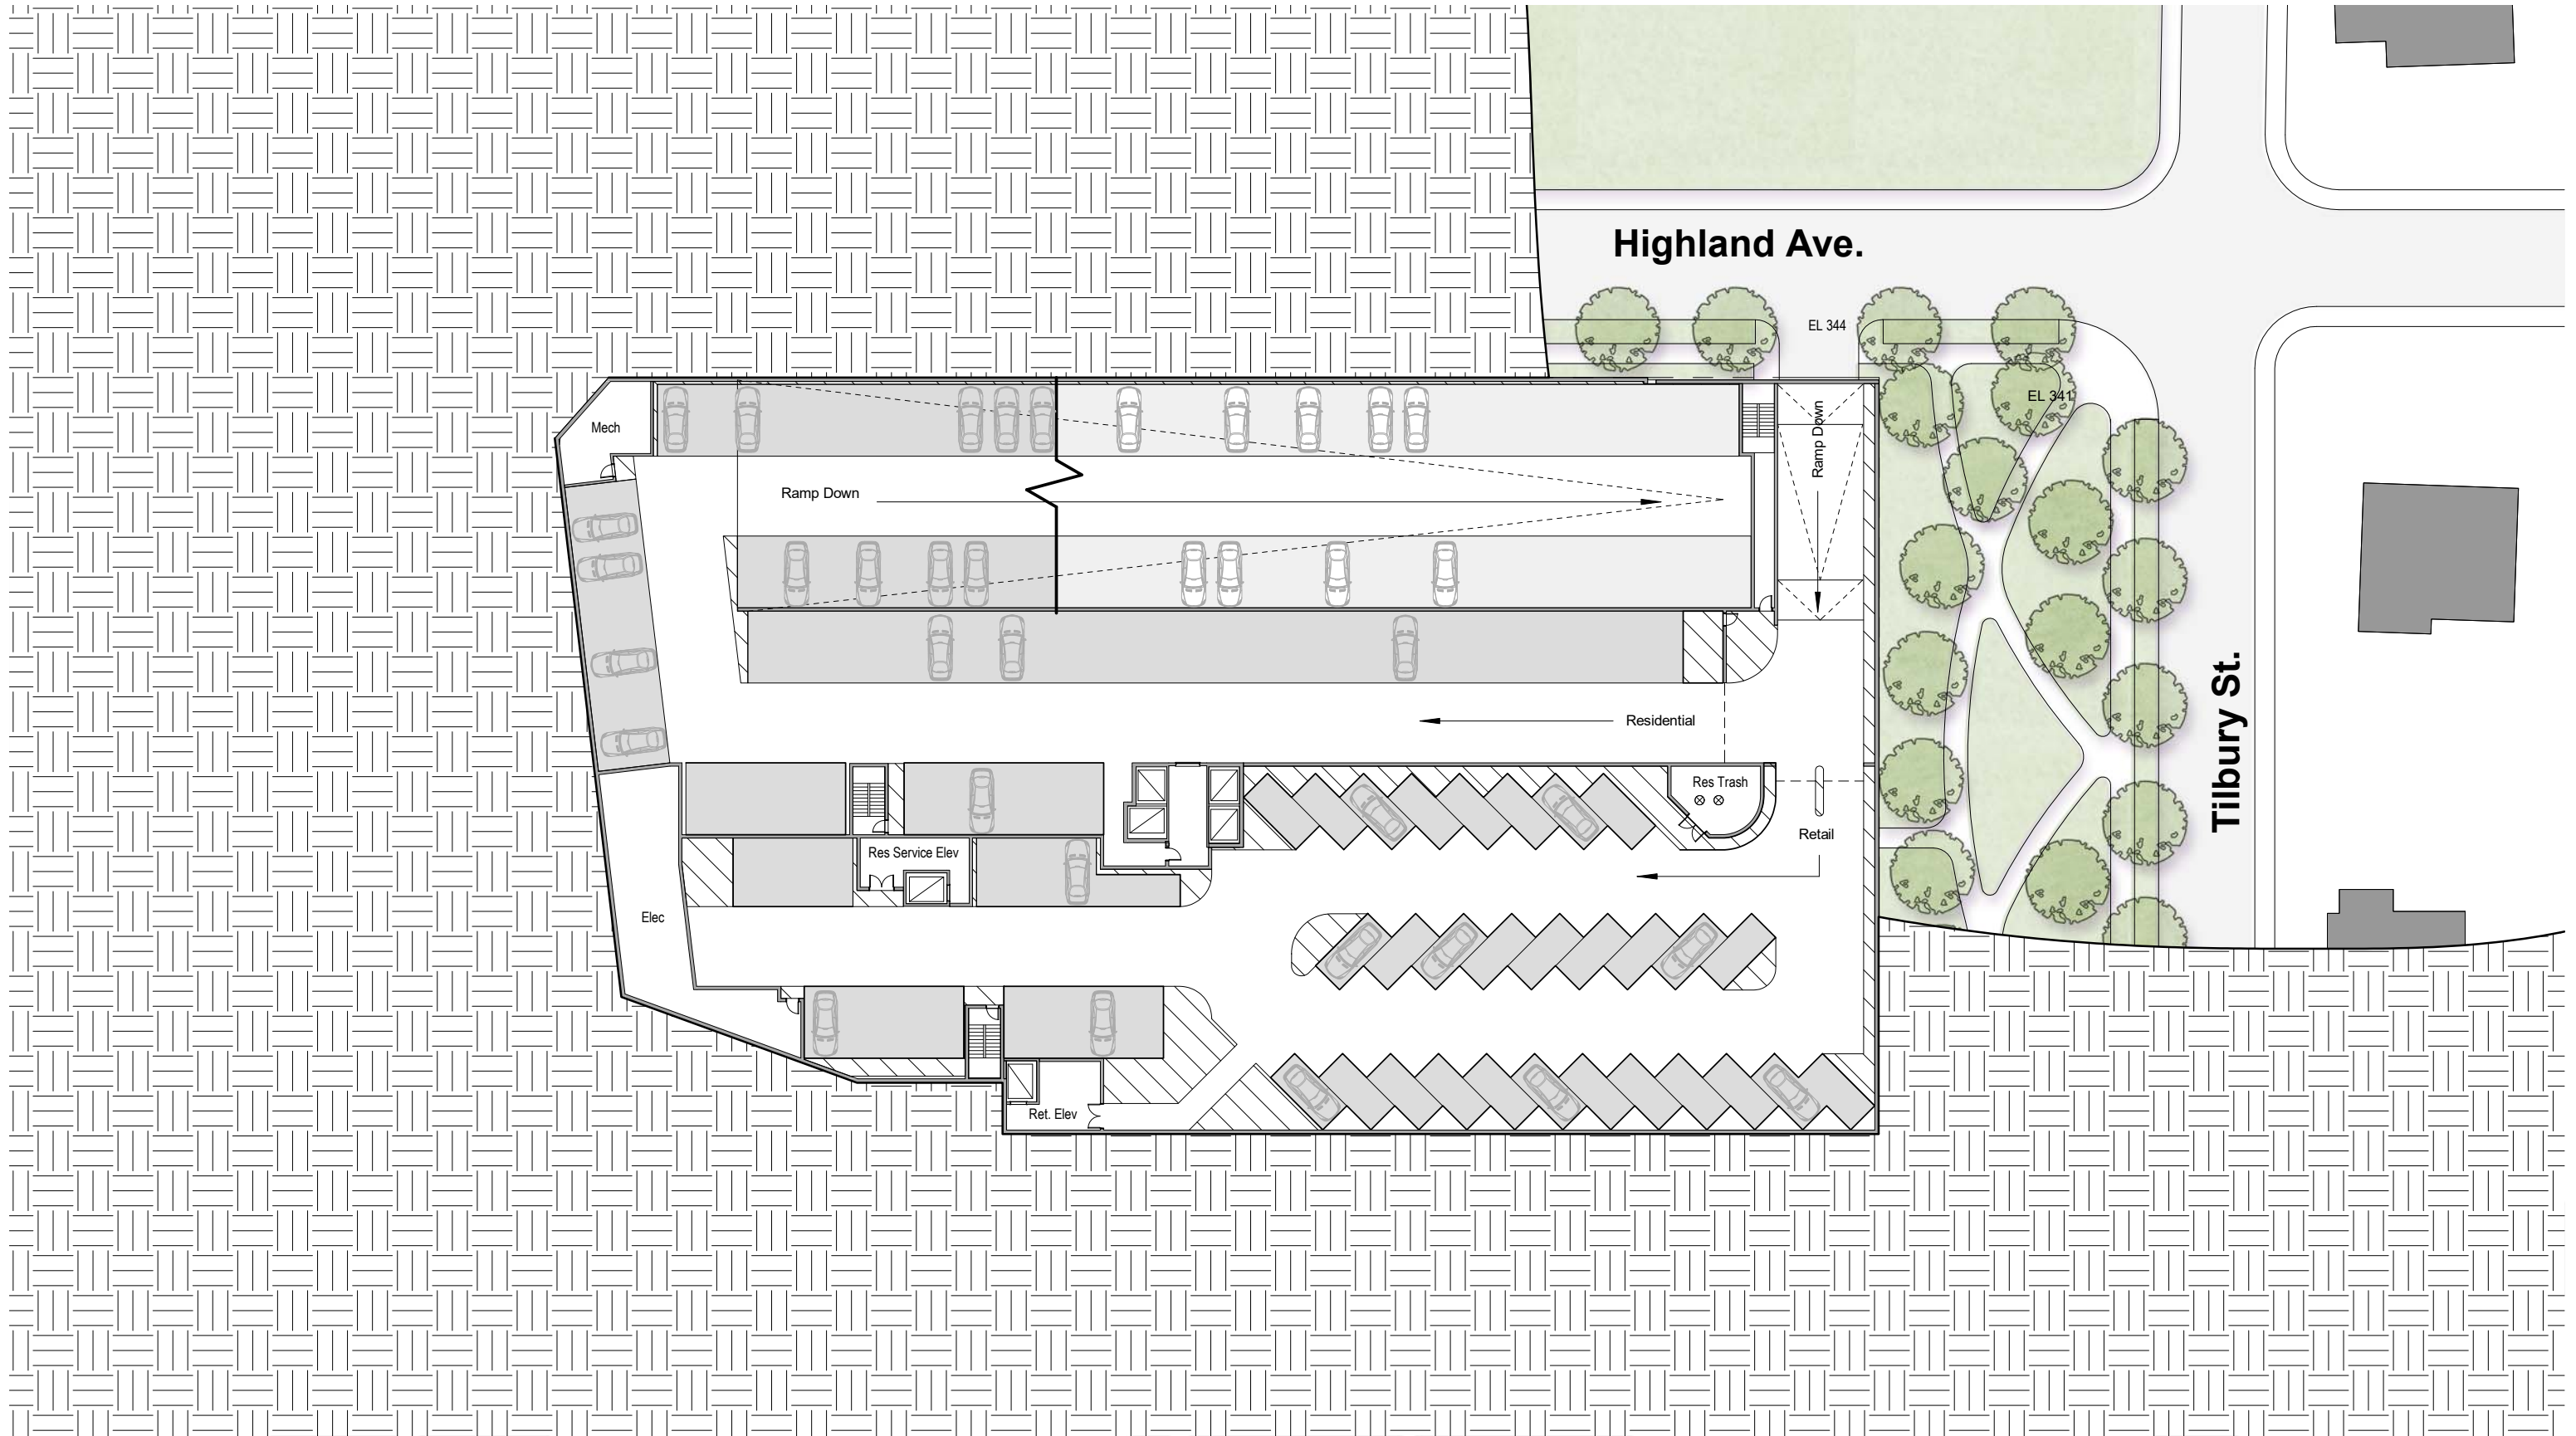 Highland Ave.
EL 344
EL 341
Mech
Ramp Down
Ramp Down
Residential
Res Trash
Retail
Res Service Elev
Elec
Ret. Elev
Tilbury St.